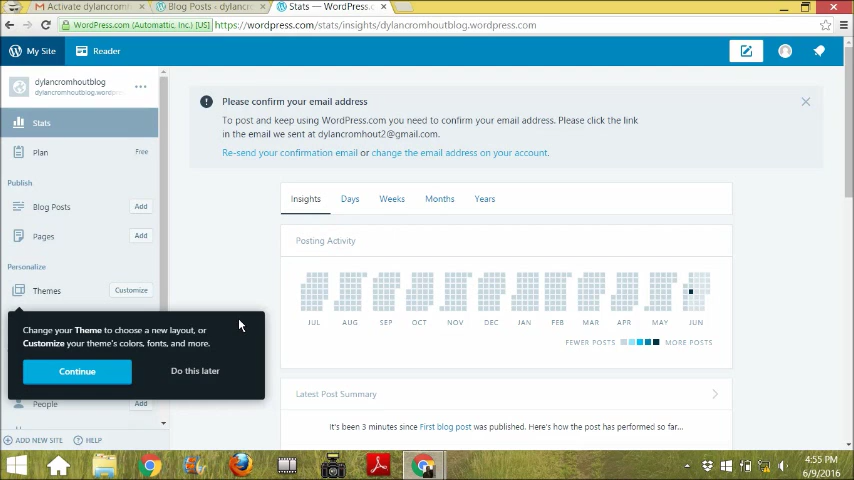 Activate dylancromh
Blog Posts ‹ dylancr
Stats — WordPress.c
WordPress.com (Automattic, Inc.) [US]
https://wordpress.com/stats/insights/dylancromhoutblog.wordpress.com
My Site
Reader
dylancromhoutblog
dylancromhoutblog.wordpres
Stats
Plan
Free
Publish
Blog Posts
Add
Pages
Add
Personalize
Themes
Customize
Change your Theme to choose a new layout, or
Customize your theme's colors, fonts, and more.
Continue
Do this later
People
Add
ADD NEW SITE
HELP
Please confirm your email address
To post and keep using WordPress.com you need to confirm your email address. Please click the link
in the email we sent at dylancromhout2@gmail.com.
Re-send your confirmation email or change the email address on your account.
Insights
Days
Weeks
Months
Years
Posting Activity
JUL
AUG
SEP
OCT
NOV
DEC
JAN
FEB
MAR
APR
MAY
JUN
FEWER POSTS
MORE POSTS
Latest Post Summary
It's been 3 minutes since First blog post was published. Here's how the post has performed so far...
4:55 PM
6/9/2016